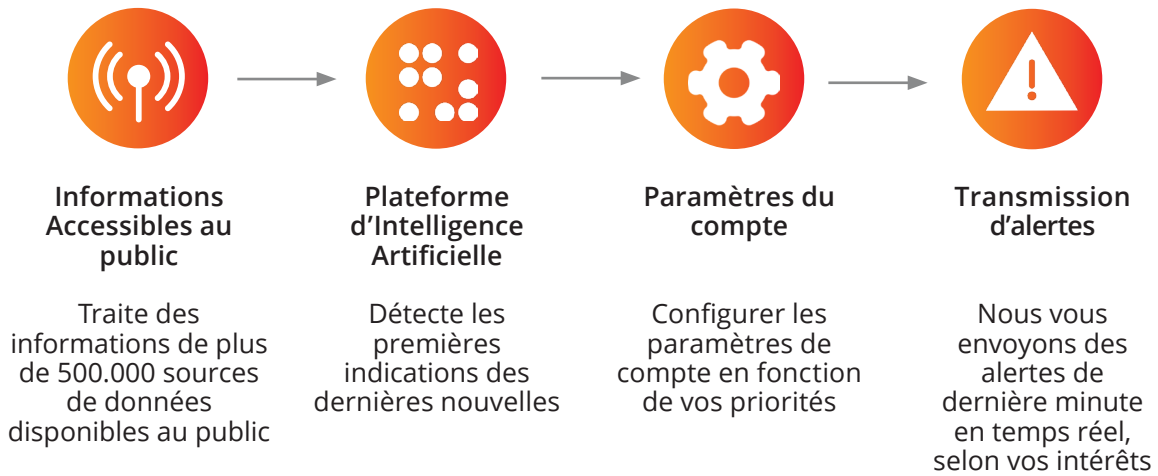 Informations
Accessibles au
public
Traite des
informations de plus
de 500.000 sources
de données
disponibles au public
Plateforme
d’Intelligence
Artificielle
Détecte les
premières
indications des
dernières nouvelles
Paramètres du
compte
Configurer les
paramètres de
compte en fonction
de vos priorités
Transmission
d’alertes
Nous vous
envoyons des
alertes de
dernière minute
en temps réel,
selon vos intérêts